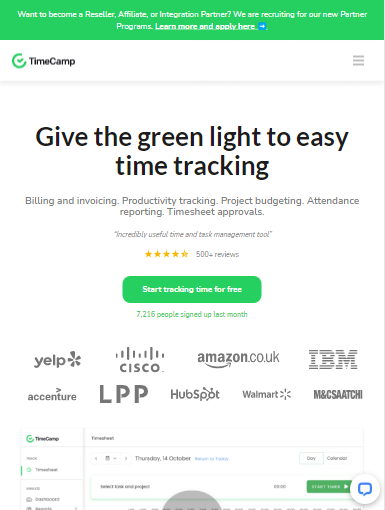 Want to become a Reseller, Affiliate, or Integration Partner? We are recruiting for our new Partner
Programs. Learn more and apply here ➡
TimeCamp
Give the green light to easy
time tracking
Billing and invoicing. Productivity tracking. Project budgeting. Attendance
reporting. Timesheet approvals.
"Incredibly useful time and task management tool"
500+ reviews
Start tracking time for free
7,216 people signed up last month
yelp CISCO. amazon.co.uk IBM
accenture LPP HubSpot Walmart M&CSAATCHI
TimeCamp Timesheet
Thursday, 14 October Return to Today Day Calendar
Timesheet
Select task and project 00:00 START TIMER
Dashboard
Reports